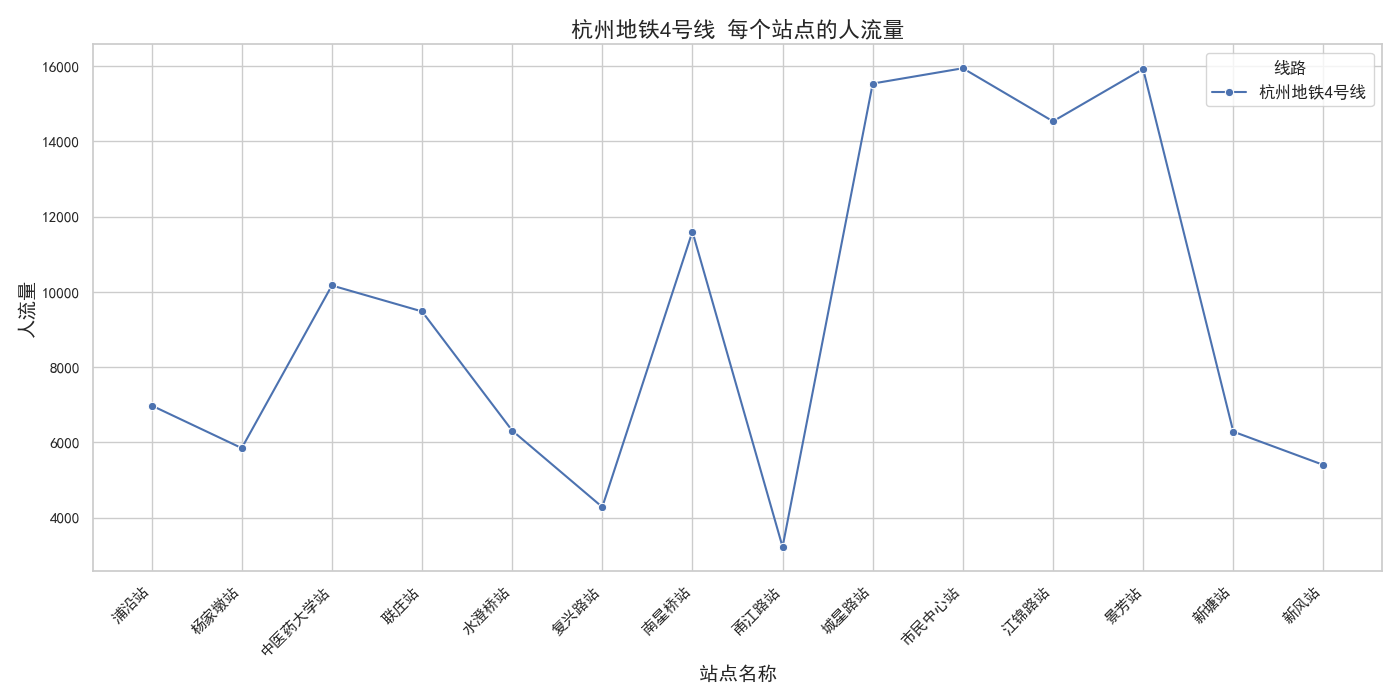 杭州地铁4号线 每个站点的人流量
线路
杭州地铁4号线
人流量
16000
14000
12000
10000
8000
6000
4000
浦沿站
杨家墩站
中医药大学站
联庄站
水澄桥站
复兴路站
南星桥站
甬江路站
城星路站
市民中心站
江锦路站
景芳站
新塘站
新风站
站点名称